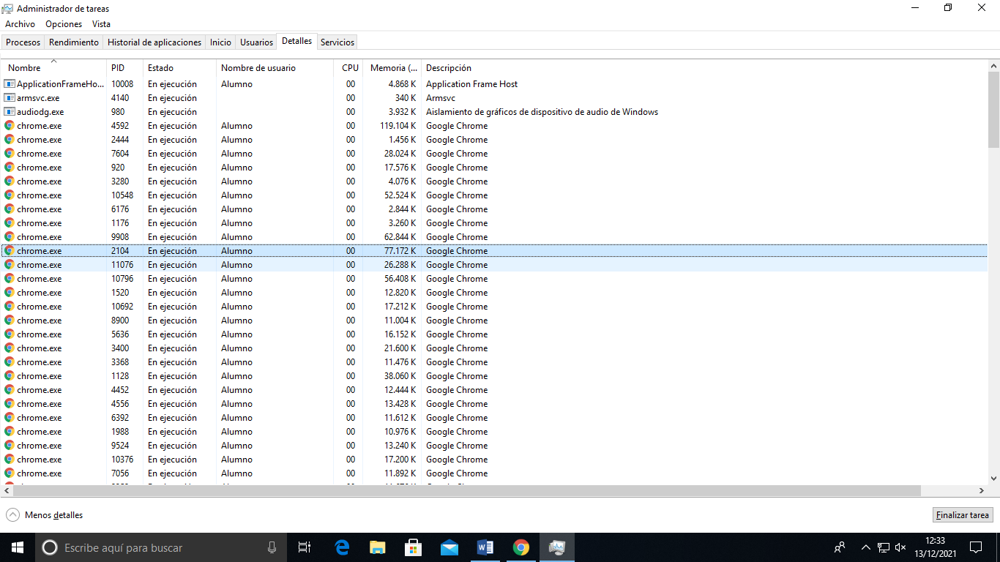 Administrador de tareas
Archivo Opciones Vista
Procesos Rendimiento Historial de aplicaciones Inicio Usuarios Detalles Servicios
Nombre PID Estado Nombre de usuario CPU Memoria (... Descripción
ApplicationFrameHo... 10008 En ejecución Alumno 00 4.868 K Application Frame Host
armsvc.exe 4140 En ejecución 00 340 K Armsvc
audiodg.exe 980 En ejecución 00 3.932 K Aislamiento de gráficos de dispositivo de audio de Windows
chrome.exe 4592 En ejecución Alumno 00 119.104 K Google Chrome
chrome.exe 2444 En ejecución Alumno 00 1.456 K Google Chrome
chrome.exe 7604 En ejecución Alumno 00 28.024 K Google Chrome
chrome.exe 920 En ejecución Alumno 00 17.576 K Google Chrome
chrome.exe 3280 En ejecución Alumno 00 4.076 K Google Chrome
chrome.exe 10548 En ejecución Alumno 00 52.524 K Google Chrome
chrome.exe 6176 En ejecución Alumno 00 2.844 K Google Chrome
chrome.exe 1176 En ejecución Alumno 00 3.260 K Google Chrome
chrome.exe 9908 En ejecución Alumno 00 62.844 K Google Chrome
chrome.exe 2104 En ejecución Alumno 00 77.172 K Google Chrome
chrome.exe 11076 En ejecución Alumno 00 26.288 K Google Chrome
chrome.exe 10796 En ejecución Alumno 00 56.408 K Google Chrome
chrome.exe 1520 En ejecución Alumno 00 12.820 K Google Chrome
chrome.exe 10692 En ejecución Alumno 00 17.212 K Google Chrome
chrome.exe 8900 En ejecución Alumno 00 11.004 K Google Chrome
chrome.exe 5636 En ejecución Alumno 00 16.152 K Google Chrome
chrome.exe 3400 En ejecución Alumno 00 21.600 K Google Chrome
chrome.exe 3368 En ejecución Alumno 00 11.476 K Google Chrome
chrome.exe 1128 En ejecución Alumno 00 38.060 K Google Chrome
chrome.exe 4452 En ejecución Alumno 00 12.444 K Google Chrome
chrome.exe 4556 En ejecución Alumno 00 13.428 K Google Chrome
chrome.exe 6392 En ejecución Alumno 00 11.612 K Google Chrome
chrome.exe 1988 En ejecución Alumno 00 10.976 K Google Chrome
chrome.exe 9524 En ejecución Alumno 00 13.240 K Google Chrome
chrome.exe 10376 En ejecución Alumno 00 17.200 K Google Chrome
chrome.exe 7056 En ejecución Alumno 00 11.892 K Google Chrome
Menos detalles
Finalizar tarea
Escribe aquí para buscar
12:33
13/12/2021